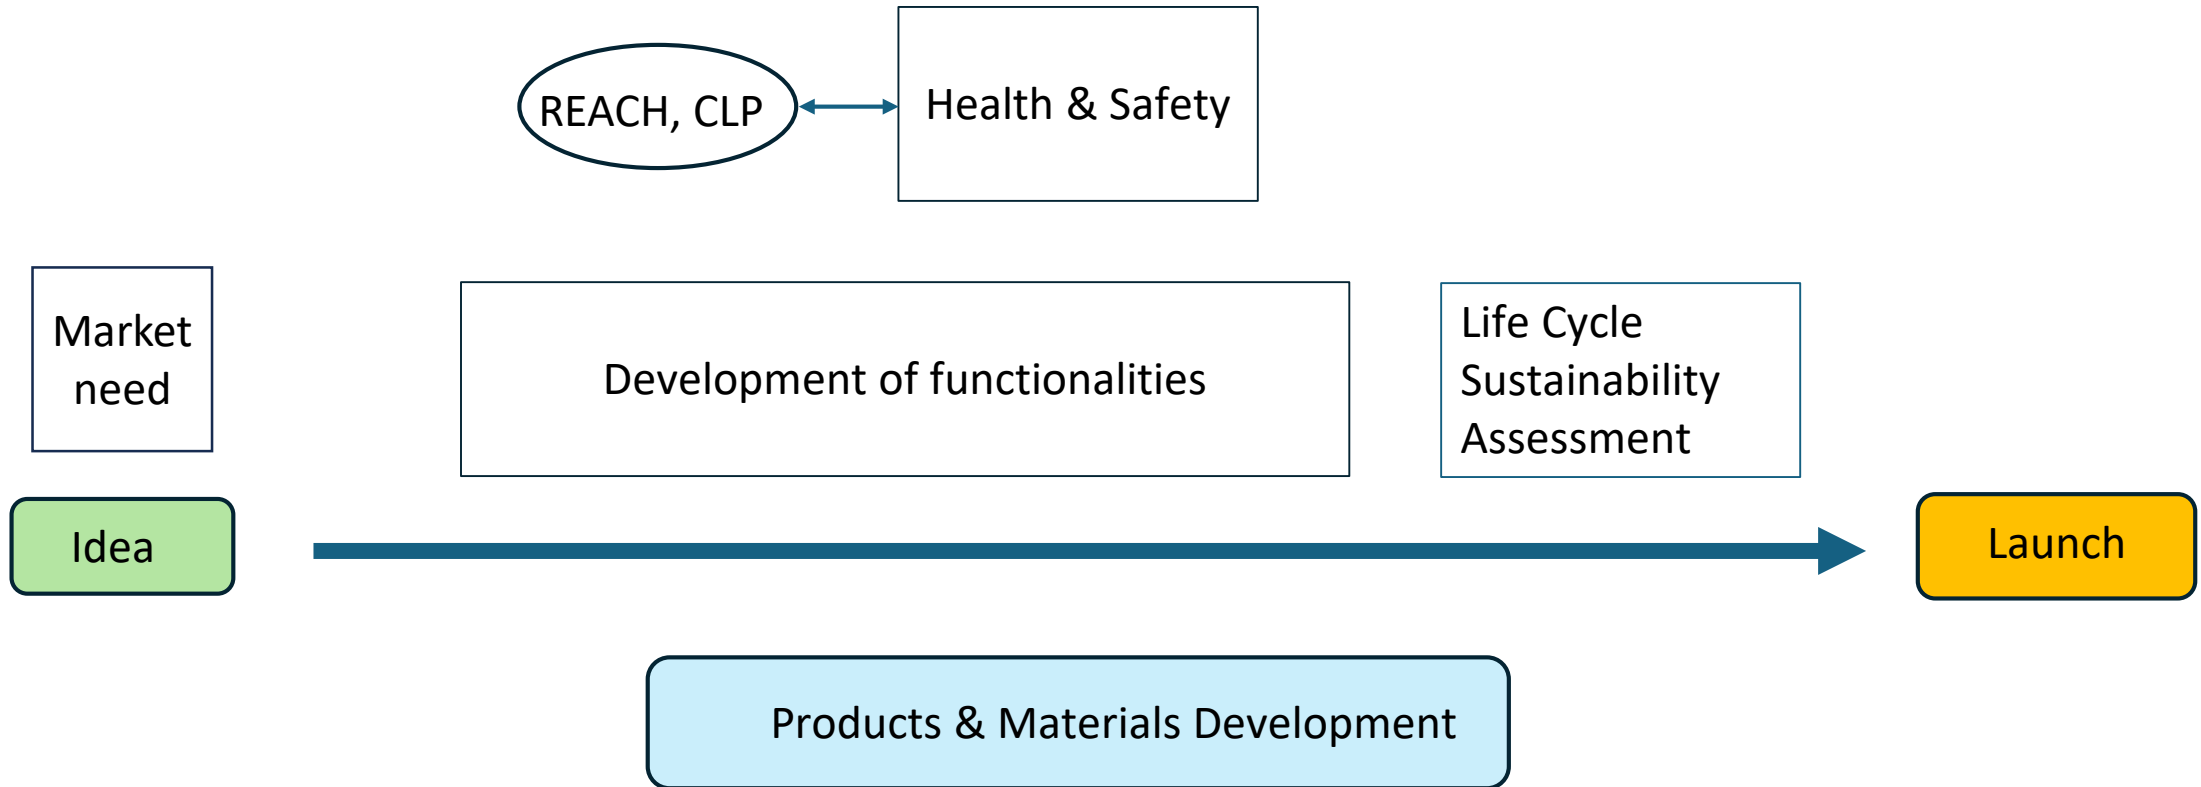 REACH, CLP
Health & Safety
Market
need
Development of functionalities
Life Cycle
Sustainability
Assessment
Idea
Launch
Products & Materials Development